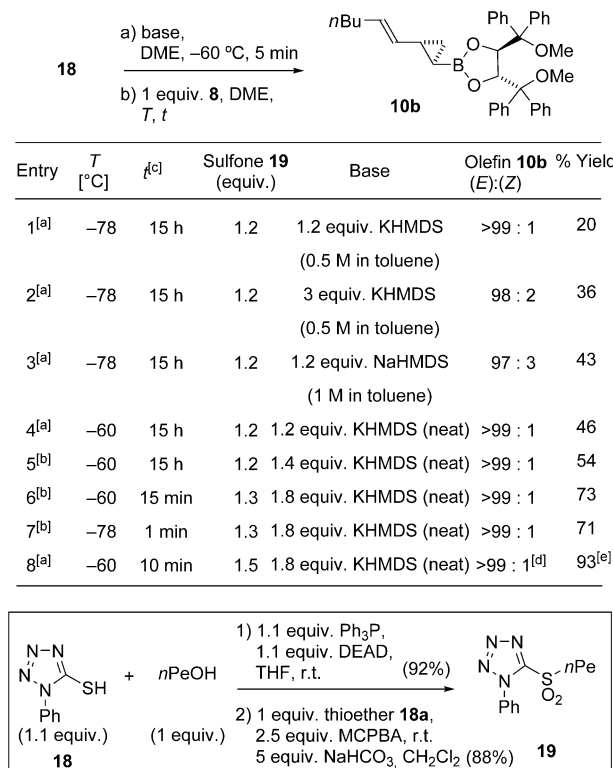 18
a) base,
DME, –60 ºC, 5 min
b) 1 equiv. 8, DME,
T, t
nBu
B
O
O
Ph
Ph
OMe
OMe
Ph
Ph
10b
Entry T [°C] t[c] Sulfone 19 (equiv.) Base Olefin 10b (E):(Z) % Yield
1[a] –78 15 h 1.2 1.2 equiv. KHMDS >99 : 1 20
(0.5 M in toluene)
2[a] –78 15 h 1.2 3 equiv. KHMDS 98 : 2 36
(0.5 M in toluene)
3[a] –78 15 h 1.2 1.2 equiv. NaHMDS 97 : 3 43
(1 M in toluene)
4[a] –60 15 h 1.2 1.2 equiv. KHMDS (neat) >99 : 1 46
5[b] –60 15 h 1.2 1.4 equiv. KHMDS (neat) >99 : 1 54
6[b] –60 15 min 1.3 1.8 equiv. KHMDS (neat) >99 : 1 73
7[b] –78 1 min 1.3 1.8 equiv. KHMDS (neat) >99 : 1 71
8[a] –60 10 min 1.5 1.8 equiv. KHMDS (neat) >99 : 1[d] 93[e]
N N
N
N
SH
Ph
(1.1 equiv.)
18
+
nPeOH
(1 equiv.)
1) 1.1 equiv. Ph3P,
1.1 equiv. DEAD,
THF, r.t. (92%)
2) 1 equiv. thioether 18a,
2.5 equiv. MCPBA, r.t.
5 equiv. NaHCO3, CH2Cl2 (88%)
N N
N
N
S
O2
nPe
Ph
19